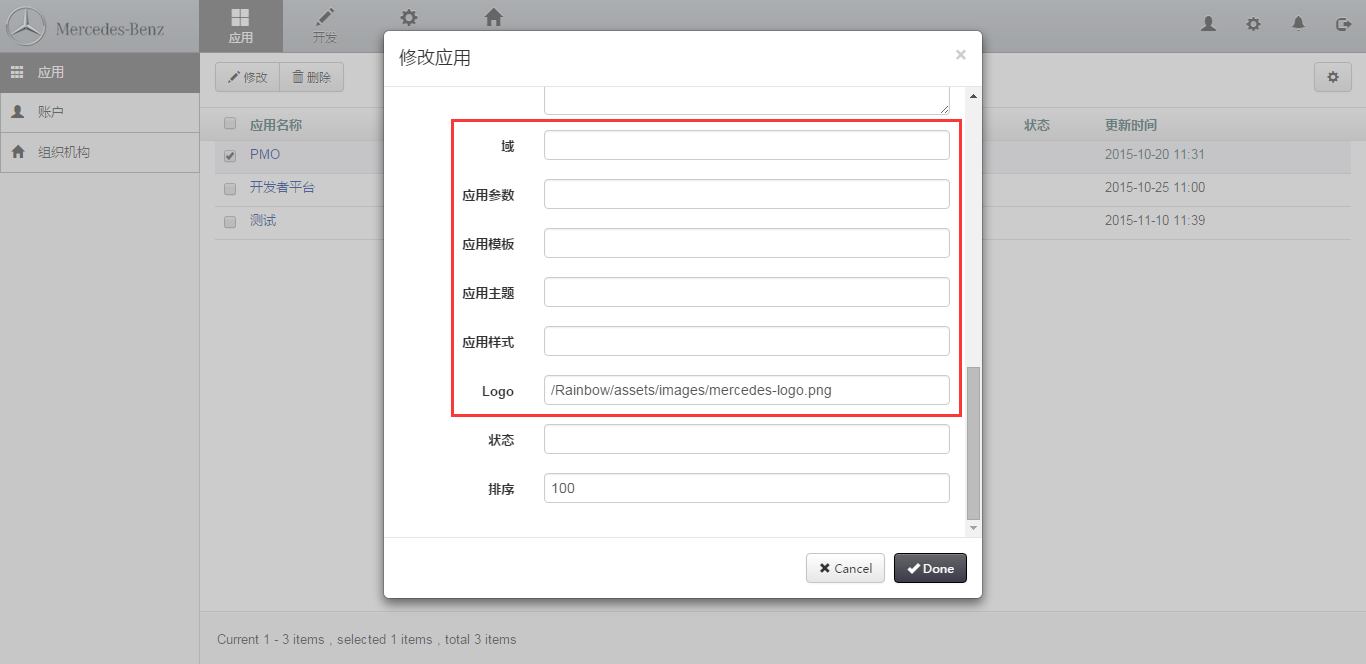 Mercedes-Benz
应用
开发
修改应用
×
应用
账户
组织机构
修改 删除
应用名称 状态 更新时间
PMO 2015-10-20 11:31
开发者平台 2015-10-25 11:00
测试 2015-11-10 11:39
域
应用参数
应用模板
应用主题
应用样式
Logo /Rainbow/assets/images/mercedes-logo.png
状态
排序 100
Cancel Done
Current 1 - 3 items , selected 1 items , total 3 items